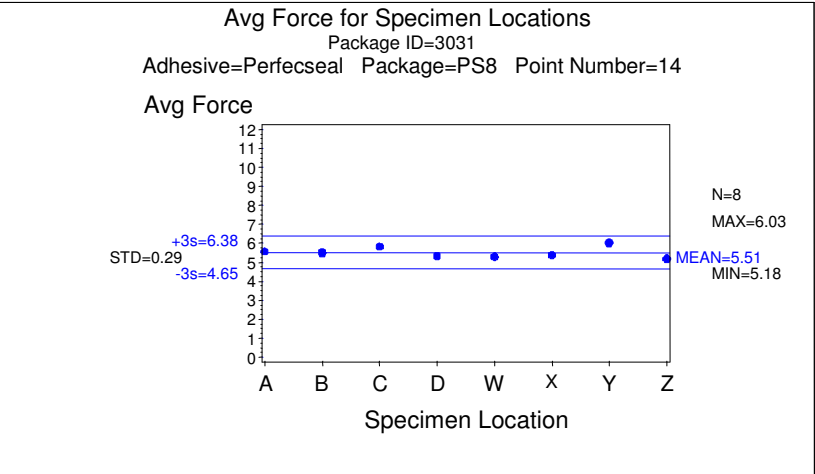 Avg Force for Specimen Locations
Package ID=3031
Adhesive=Perfecseal Package=PS8 Point Number=14
Avg Force
12
11
10
9
8
7
6
5
4
3
2
1
0
+3s=6.38
STD=0.29
-3s=4.65
N=8
MAX=6.03
MEAN=5.51
MIN=5.18
A B C D W X Y Z
Specimen Location